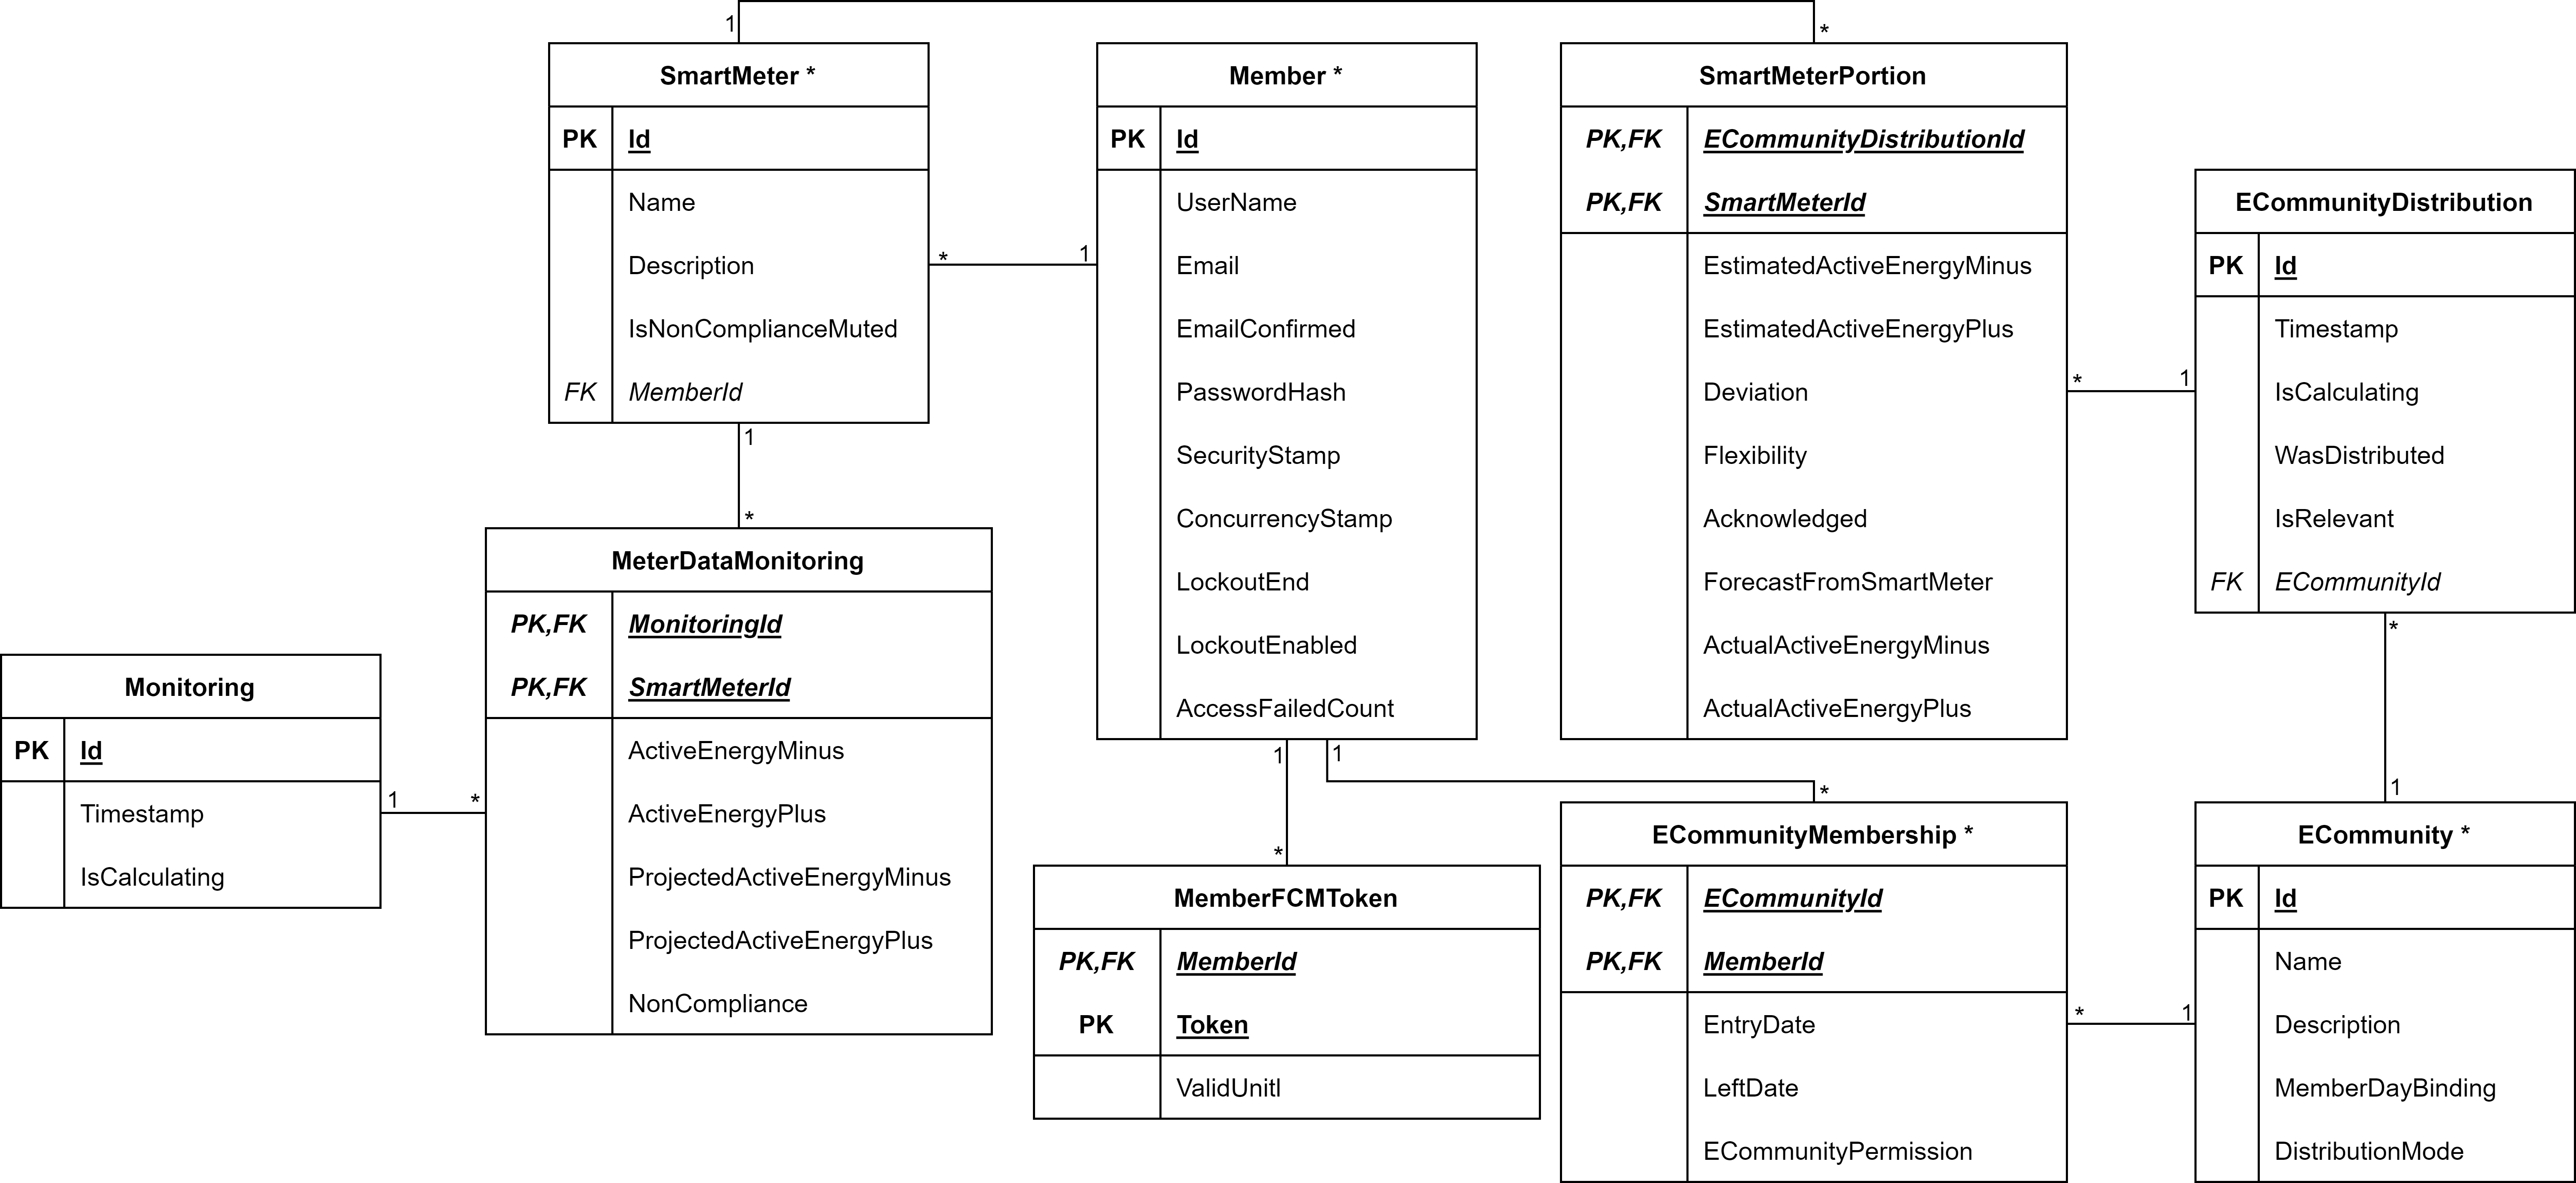 1
*
SmartMeter *
PK Id
Name
Description
IsNonComplianceMuted
FK MemberId
* 1
Member *
PK Id
UserName
Email
EmailConfirmed
PasswordHash
SecurityStamp
ConcurrencyStamp
LockoutEnd
LockoutEnabled
AccessFailedCount
SmartMeterPortion
PK,FK ECommunityDistributionId
PK,FK SmartMeterId
EstimatedActiveEnergyMinus
EstimatedActiveEnergyPlus
Deviation
Flexibility
Acknowledged
ForecastFromSmartMeter
ActualActiveEnergyMinus
ActualActiveEnergyPlus
* 1
ECommunityDistribution
PK Id
Timestamp
IsCalculating
WasDistributed
IsRelevant
FK ECommunityId
*
1
1
*
MeterDataMonitoring
PK,FK MonitoringId
PK,FK SmartMeterId
ActiveEnergyMinus
ActiveEnergyPlus
ProjectedActiveEnergyMinus
ProjectedActiveEnergyPlus
NonCompliance
Monitoring
PK Id
Timestamp
IsCalculating
1 *
1 1
*
*
MemberFCMToken
PK,FK MemberId
PK Token
ValidUnitl
ECommunityMembership *
PK,FK ECommunityId
PK,FK MemberId
EntryDate
LeftDate
ECommunityPermission
* 1
ECommunity *
PK Id
Name
Description
MemberDayBinding
DistributionMode